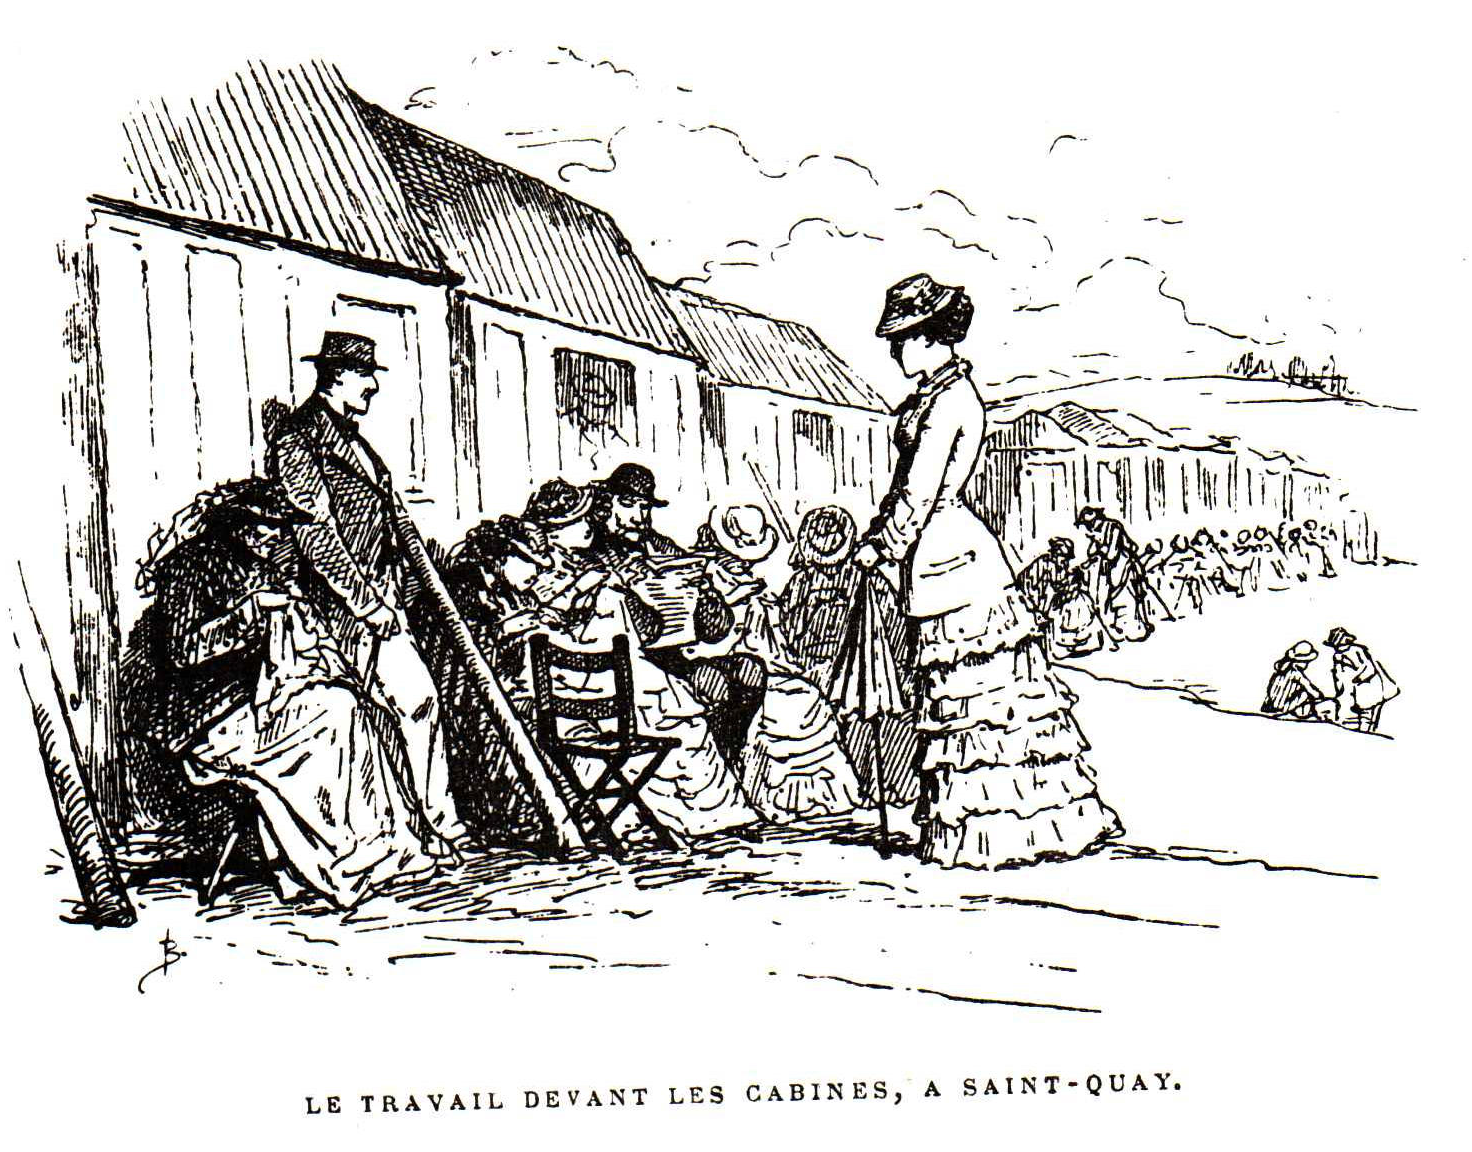 B.
LE TRAVAIL DEVANT LES CABINES, A SAINT-QUAY.